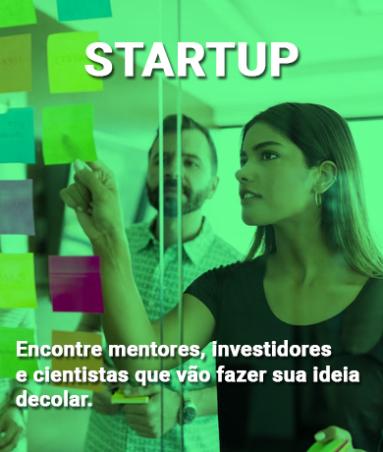 STARTUP
Encontre mentores, investidores
e cientistas que vão fazer sua ideia
decolar.